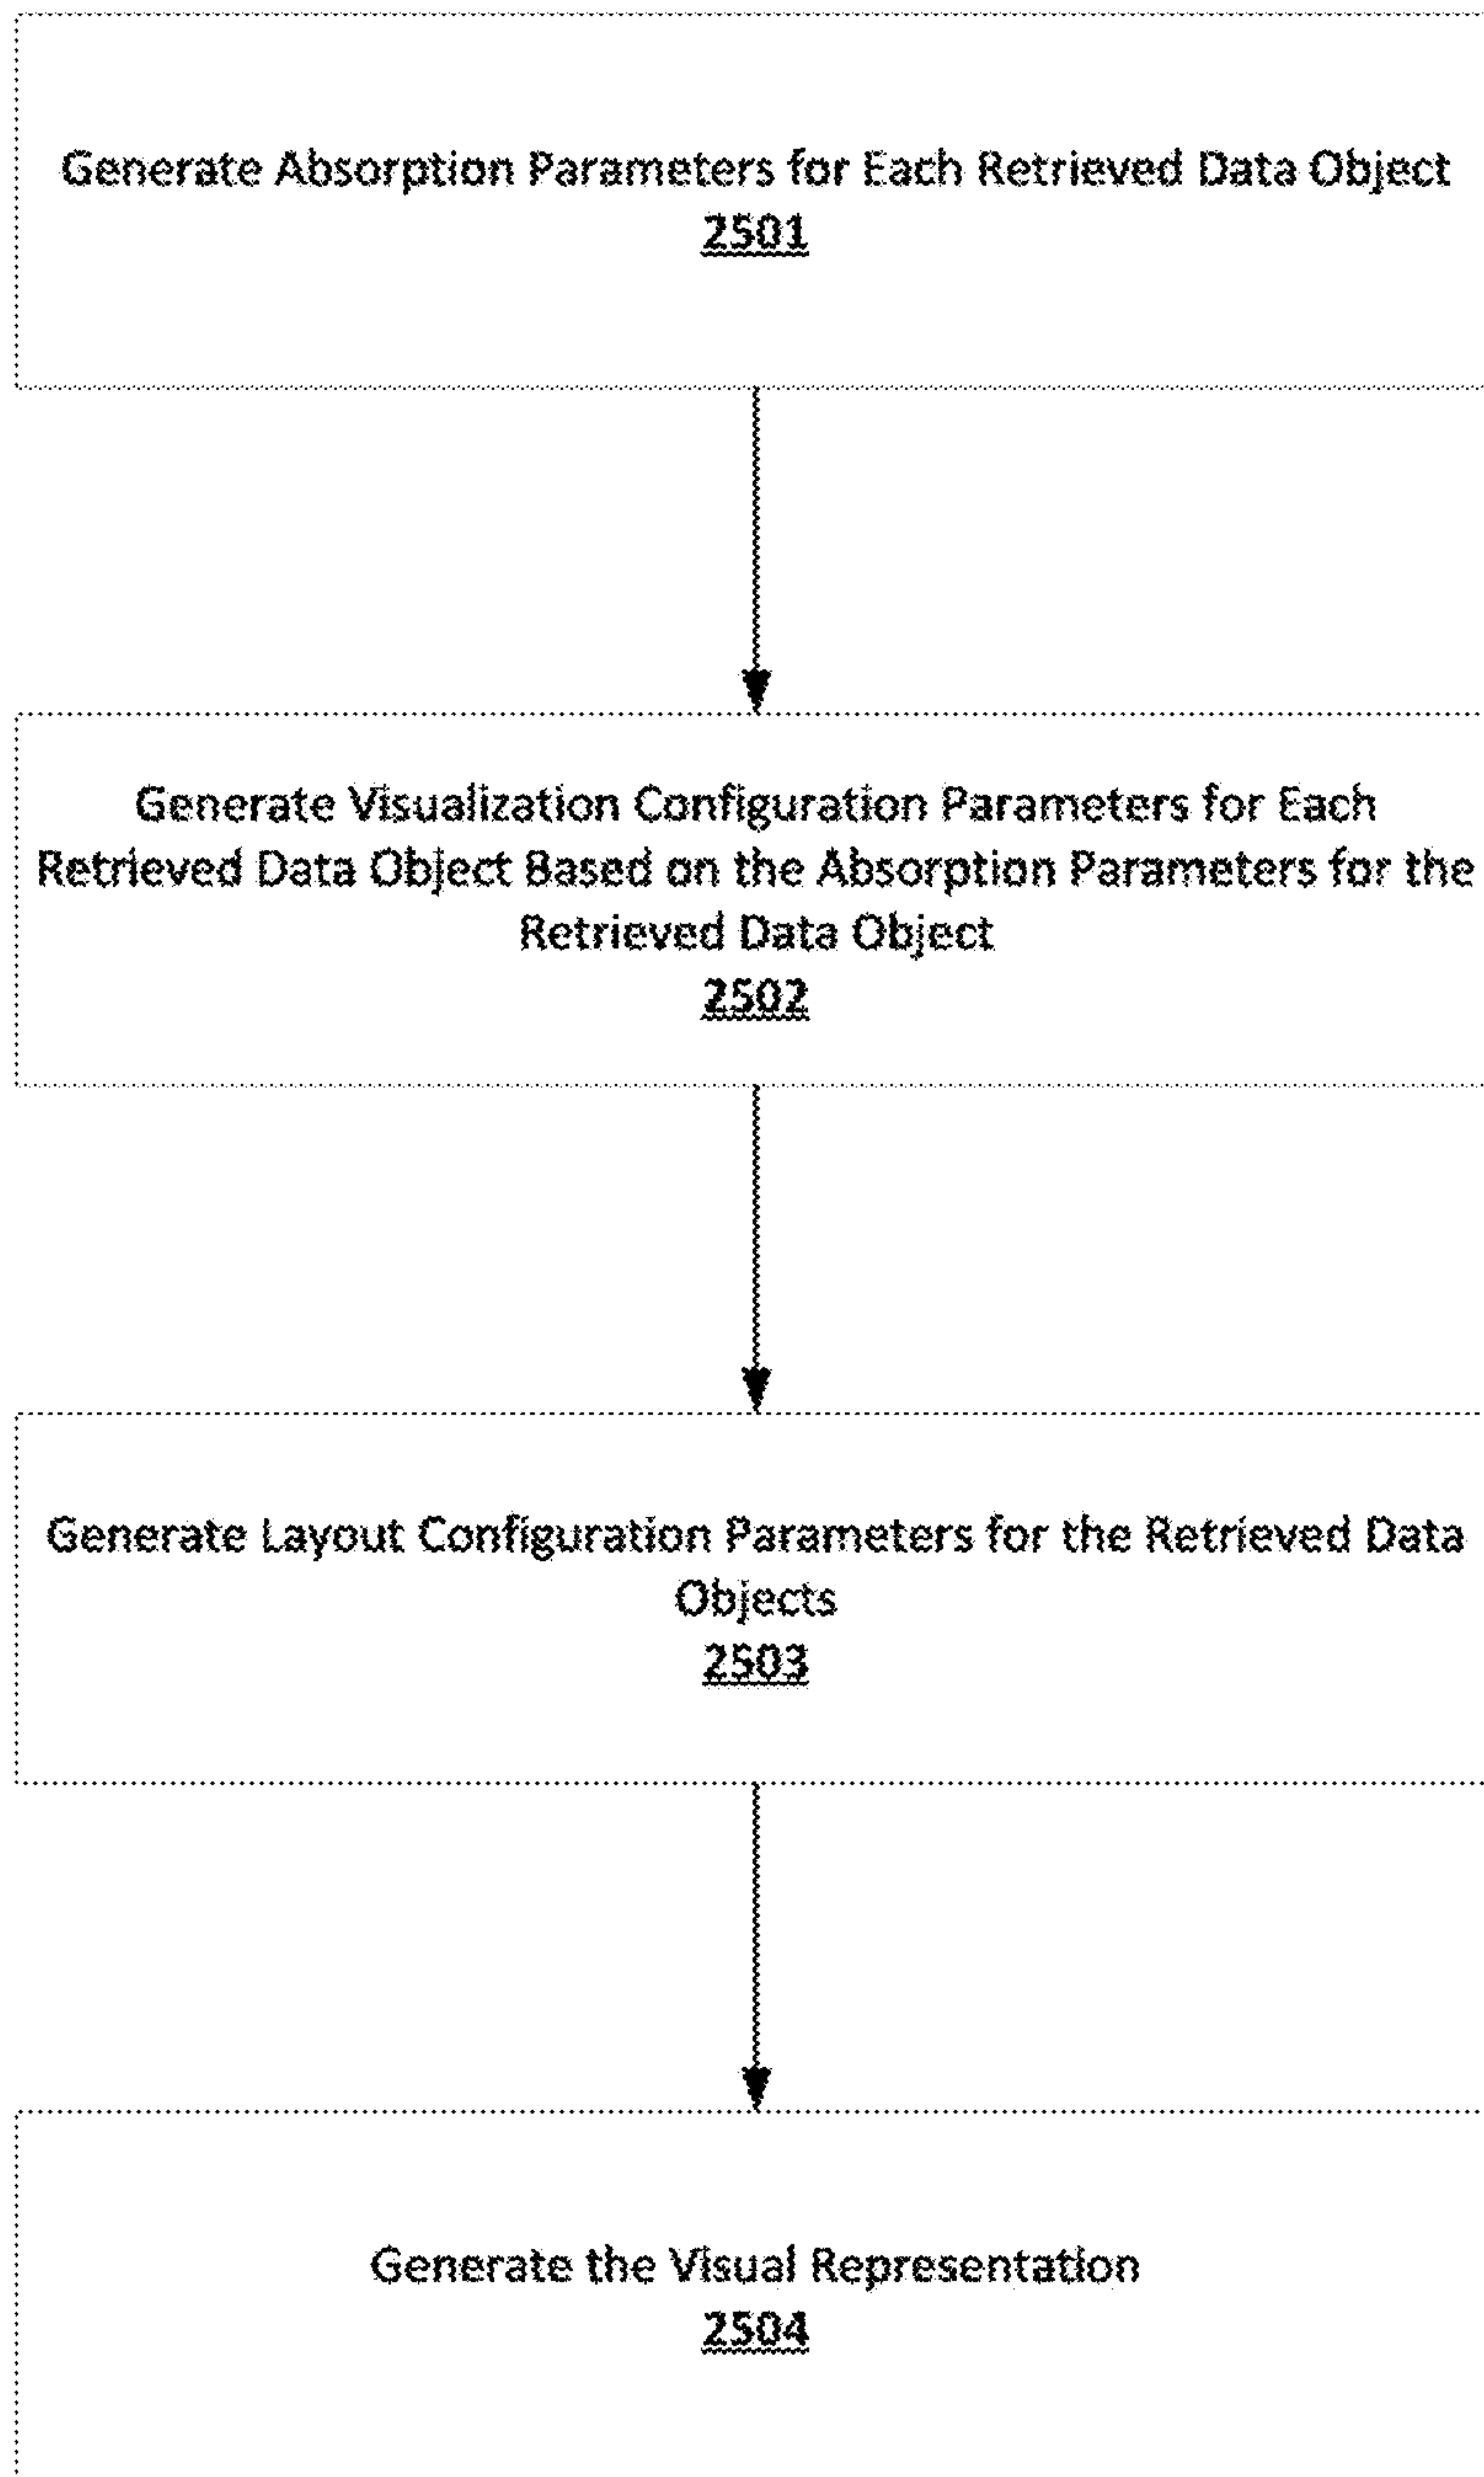 Generate Absorption Parameters for Each Retrieved Data Object
2501
Generate Visualization Configuration Parameters for Each
Retrieved Data Object Based on the Absorption Parameters for the
Retrieved Data Object
2502
Generate Layout Configuration Parameters for the Retrieved Data
Objects
2503
Generate the Visual Representation
2504